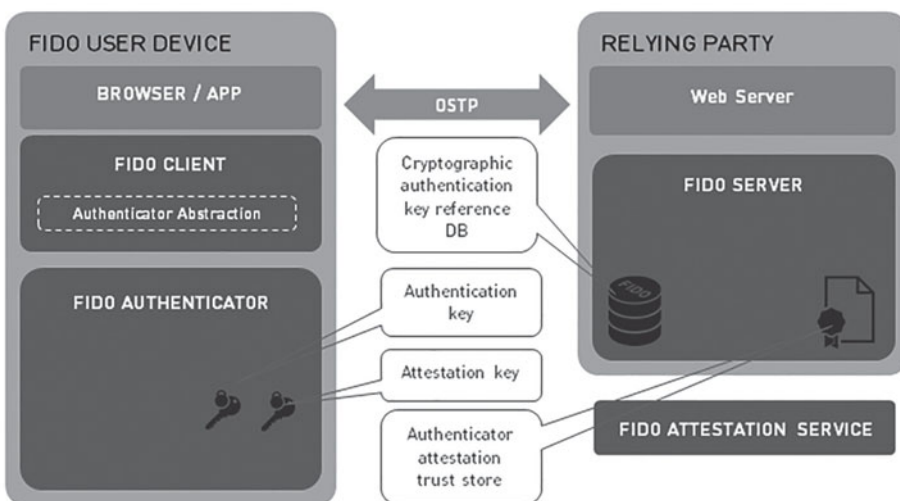 FIDO USER DEVICE
BROWSER / APP
FIDO CLIENT
Authenticator Abstraction
FIDO AUTHENTICATOR
OSTP
Cryptographic
authentication
key reference
DB
Authentication
key
Attestation key
Authenticator
attestation
trust store
RELYING PARTY
Web Server
FIDO SERVER
FIDO
FIDO ATTESTATION SERVICE